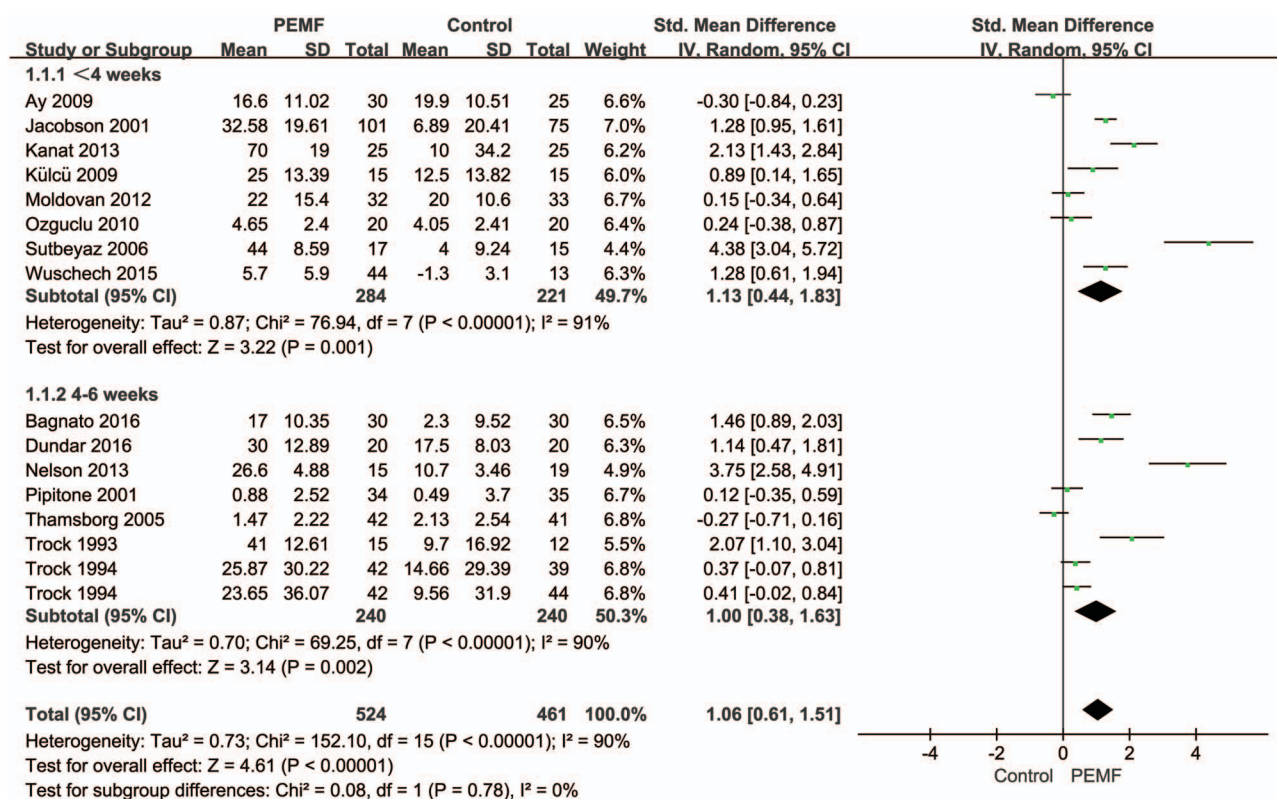 PEMF Control Std. Mean Difference Std. Mean Difference
Study or Subgroup Mean SD Total Mean SD Total Weight IV, Random, 95% CI IV, Random, 95% CI
1.1.1 <4 weeks
Ay 2009 16.6 11.02 30 19.9 10.51 25 6.6% -0.30 [-0.84, 0.23]
Jacobson 2001 32.58 19.61 101 6.89 20.41 75 7.0% 1.28 [0.95, 1.61]
Kanat 2013 70 19 25 10 34.2 25 6.2% 2.13 [1.43, 2.84]
Külcü 2009 25 13.39 15 12.5 13.82 15 6.0% 0.89 [0.14, 1.65]
Moldovan 2012 22 15.4 32 20 10.6 33 6.7% 0.15 [-0.34, 0.64]
Ozguclu 2010 4.65 2.4 20 4.05 2.41 20 6.4% 0.24 [-0.38, 0.87]
Sutbeyaz 2006 44 8.59 17 4 9.24 15 4.4% 4.38 [3.04, 5.72]
Wuschech 2015 5.7 5.9 44 -1.3 3.1 13 6.3% 1.28 [0.61, 1.94]
Subtotal (95% CI) 284 221 49.7% 1.13 [0.44, 1.83]
Heterogeneity: Tau² = 0.87; Chi² = 76.94, df = 7 (P < 0.00001); I² = 91%
Test for overall effect: Z = 3.22 (P = 0.001)
1.1.2 4-6 weeks
Bagnato 2016 17 10.35 30 2.3 9.52 30 6.5% 1.46 [0.89, 2.03]
Dundar 2016 30 12.89 20 17.5 8.03 20 6.3% 1.14 [0.47, 1.81]
Nelson 2013 26.6 4.88 15 10.7 3.46 19 4.9% 3.75 [2.58, 4.91]
Pipitone 2001 0.88 2.52 34 0.49 3.7 35 6.7% 0.12 [-0.35, 0.59]
Thamsborg 2005 1.47 2.22 42 2.13 2.54 41 6.8% -0.27 [-0.71, 0.16]
Trock 1993 41 12.61 15 9.7 16.92 12 5.5% 2.07 [1.10, 3.04]
Trock 1994 25.87 30.22 42 14.66 29.39 39 6.8% 0.37 [-0.07, 0.81]
Trock 1994 23.65 36.07 42 9.56 31.9 44 6.8% 0.41 [-0.02, 0.84]
Subtotal (95% CI) 240 240 50.3% 1.00 [0.38, 1.63]
Heterogeneity: Tau² = 0.70; Chi² = 69.25, df = 7 (P < 0.00001); I² = 90%
Test for overall effect: Z = 3.14 (P = 0.002)
Total (95% CI) 524 461 100.0% 1.06 [0.61, 1.51]
Heterogeneity: Tau² = 0.73; Chi² = 152.10, df = 15 (P < 0.00001); I² = 90%
Test for overall effect: Z = 4.61 (P < 0.00001)
Test for subgroup differences: Chi² = 0.08, df = 1 (P = 0.78), I² = 0%
-4 -2 0 2 4
Control PEMF